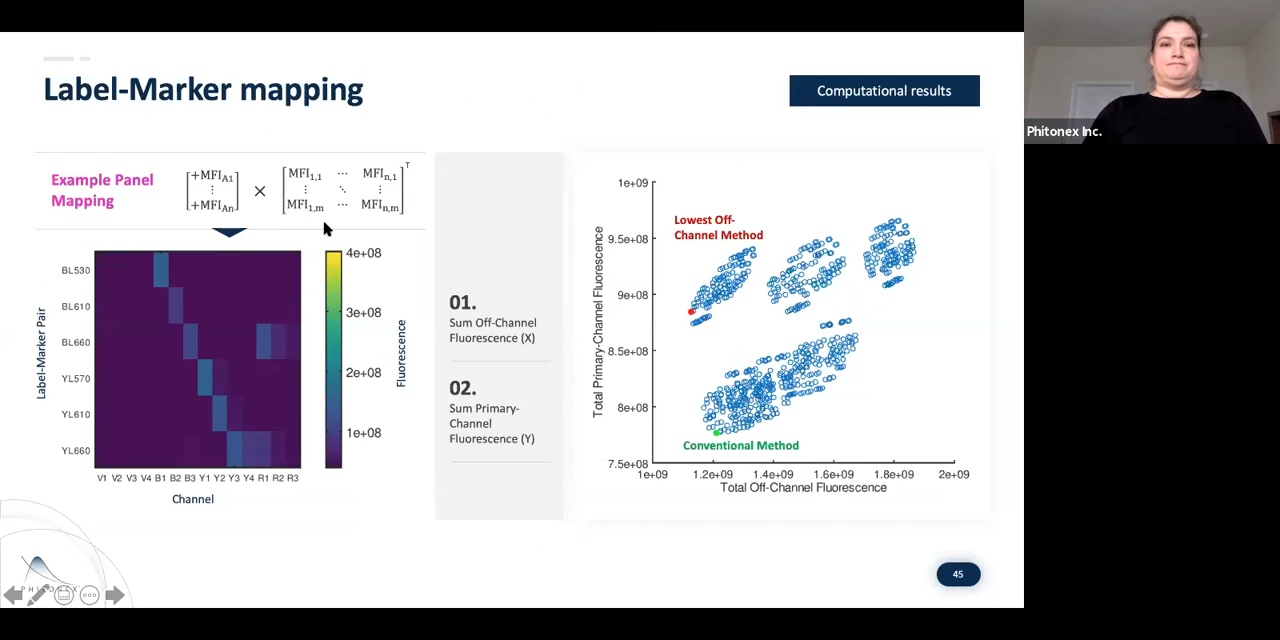 Label-Marker mapping
Computational results
Phitonex Inc.
Example Panel
Mapping
[+MFI_A1 ⋮ +MFI_An] × [MFI_1,1 ⋯ MFI_n,1 ⋮ ⋱ ⋮ MFI_1,m ⋯ MFI_n,m]^T
Label-Marker Pair
BL530
BL610
BL660
YL570
YL610
YL660
V1 V2 V3 V4 B1 B2 B3 Y1 Y2 Y3 Y4 R1 R2 R3
Channel
4e+08
3e+08
2e+08
1e+08
Fluorescence
01.
Sum Off-Channel
Fluorescence (X)
02.
Sum Primary-
Channel
Fluorescence (Y)
Total Primary-Channel Fluorescence
1e+09
9.5e+08
9e+08
8.5e+08
8e+08
7.5e+08
Lowest Off-
Channel Method
Conventional Method
1e+09 1.2e+09 1.4e+09 1.6e+09 1.8e+09 2e+09
Total Off-Channel Fluorescence
45